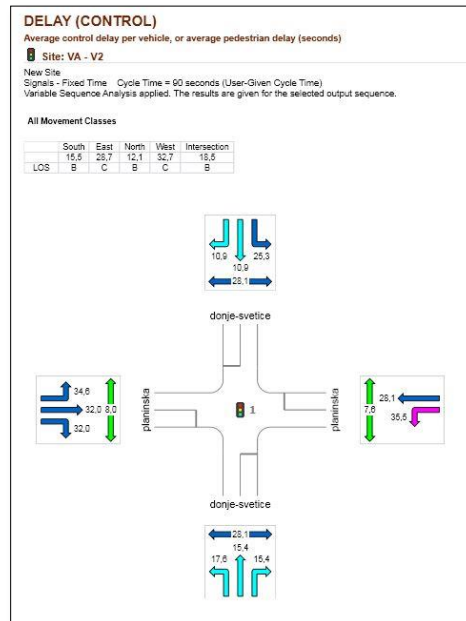 DELAY (CONTROL)
Average control delay per vehicle, or average pedestrian delay (seconds)
Site: VA - V2
New Site
Signals - Fixed Time Cycle Time = 90 seconds (User-Given Cycle Time)
Variable Sequence Analysis applied. The results are given for the selected output sequence.
All Movement Classes
South East North West Intersection
15,5 28,7 12,1 32,7 18,5
LOS B C B C B
10,9 25,3
10,9
28,1
donje-svetice
34,6
32,0 8,0
32,0
planinska
1
planinska
28,1
7,6
35,5
donje-svetice
28,1
15,4
17,6 15,4